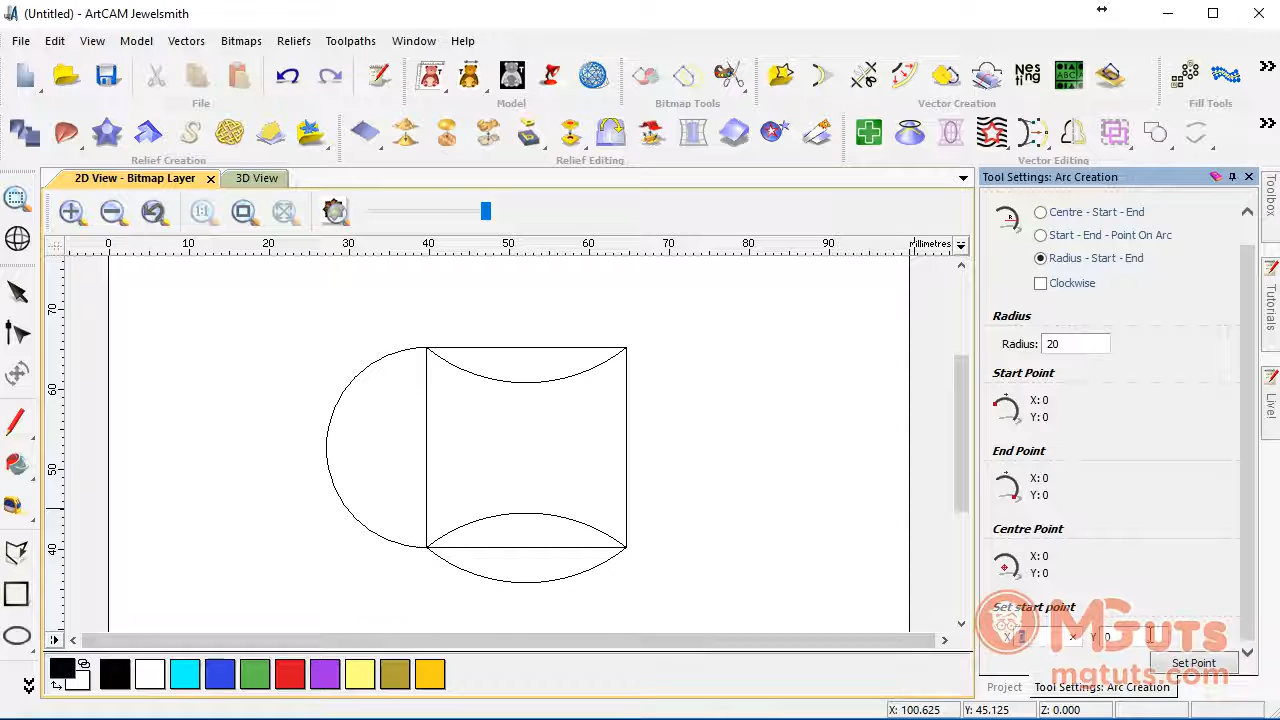 (Untitled) - ArtCAM Jewelsmith
File Edit View Model Vectors Bitmaps Reliefs Toolpaths Window Help
File Model Bitmap Tools Vector Creation Fill Tools
Relief Creation Relief Editing Vector Editing
2D View - Bitmap Layer 3D View
Tool Settings: Arc Creation
Toolbox
Tutorials
Live!
0 10 20 30 40 50 60 70 80 90 Millimetres
70
60
50
40
Centre - Start - End
Start - End - Point On Arc
Radius - Start - End
Clockwise
Radius
Radius: 20
Start Point
X: 0
Y: 0
End Point
X: 0
Y: 0
Centre Point
X: 0
Y: 0
Set start point
X Y 0
Set Point
MGTUTS
mgtuts.com
Project Tool Settings: Arc Creation
X: 100.625 Y: 45.125 Z: 0.000